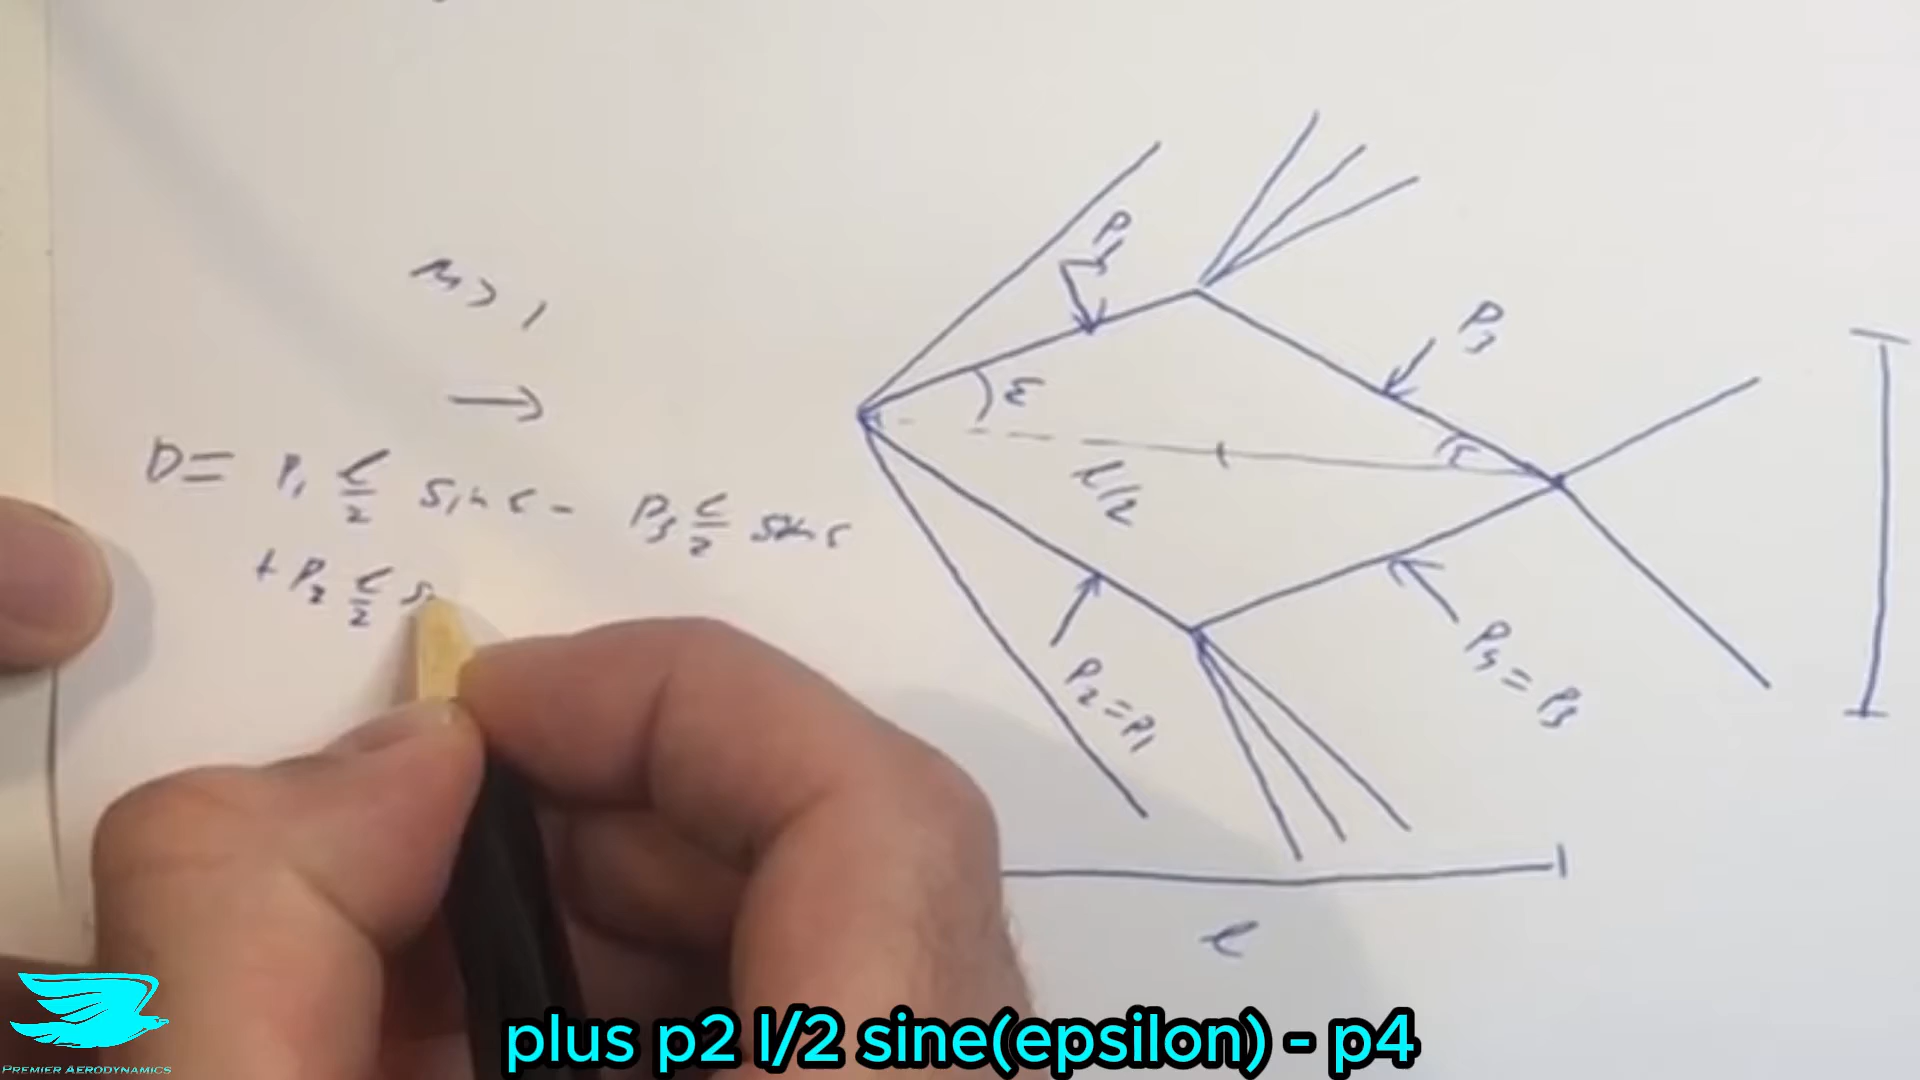 M > 1
D = P1 l/2 sin ε - P3 l/2 sin ε
+ P2 l/2 s
P1
P3
ε
ε
l/2
P2 = P1
P4 = P3
l
plus p2 l/2 sine(epsilon) - p4
PREMIER AERODYNAMICS